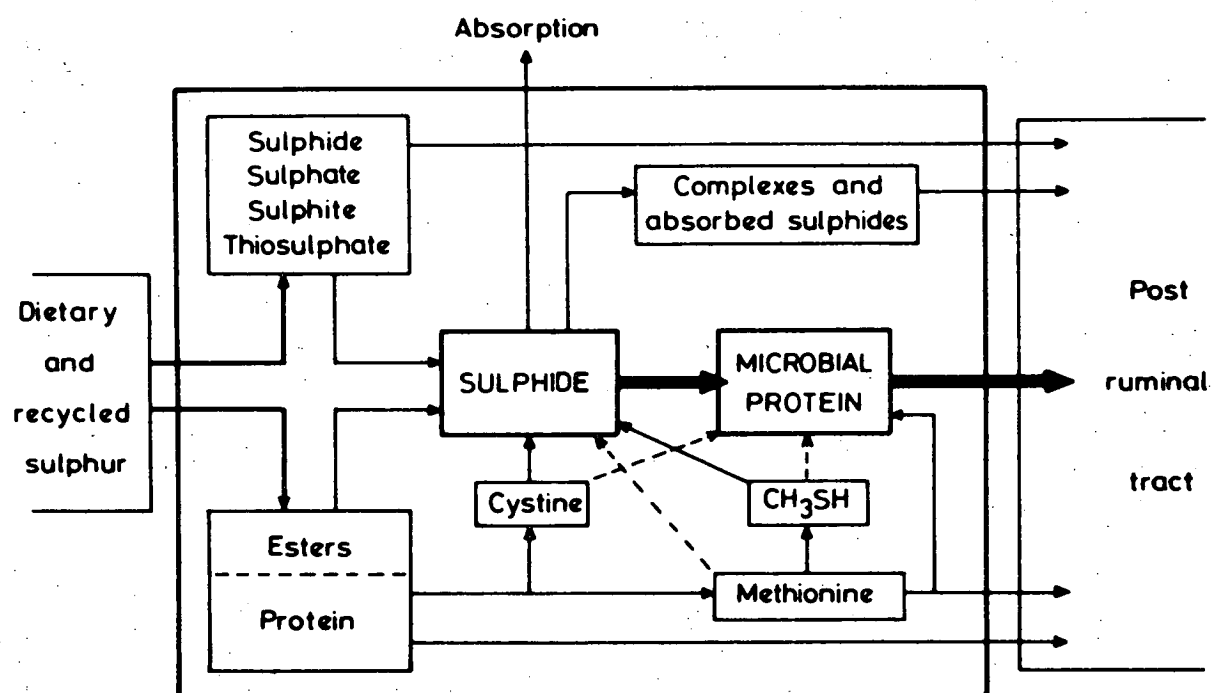 Absorption
Sulphide
Sulphate
Sulphite
Thiosulphate
Complexes and
absorbed sulphides
Dietary
and
recycled
sulphur
SULPHIDE
MICROBIAL
PROTEIN
Post
ruminal
tract
Cystine
CH₃SH
Esters
Protein
Methionine